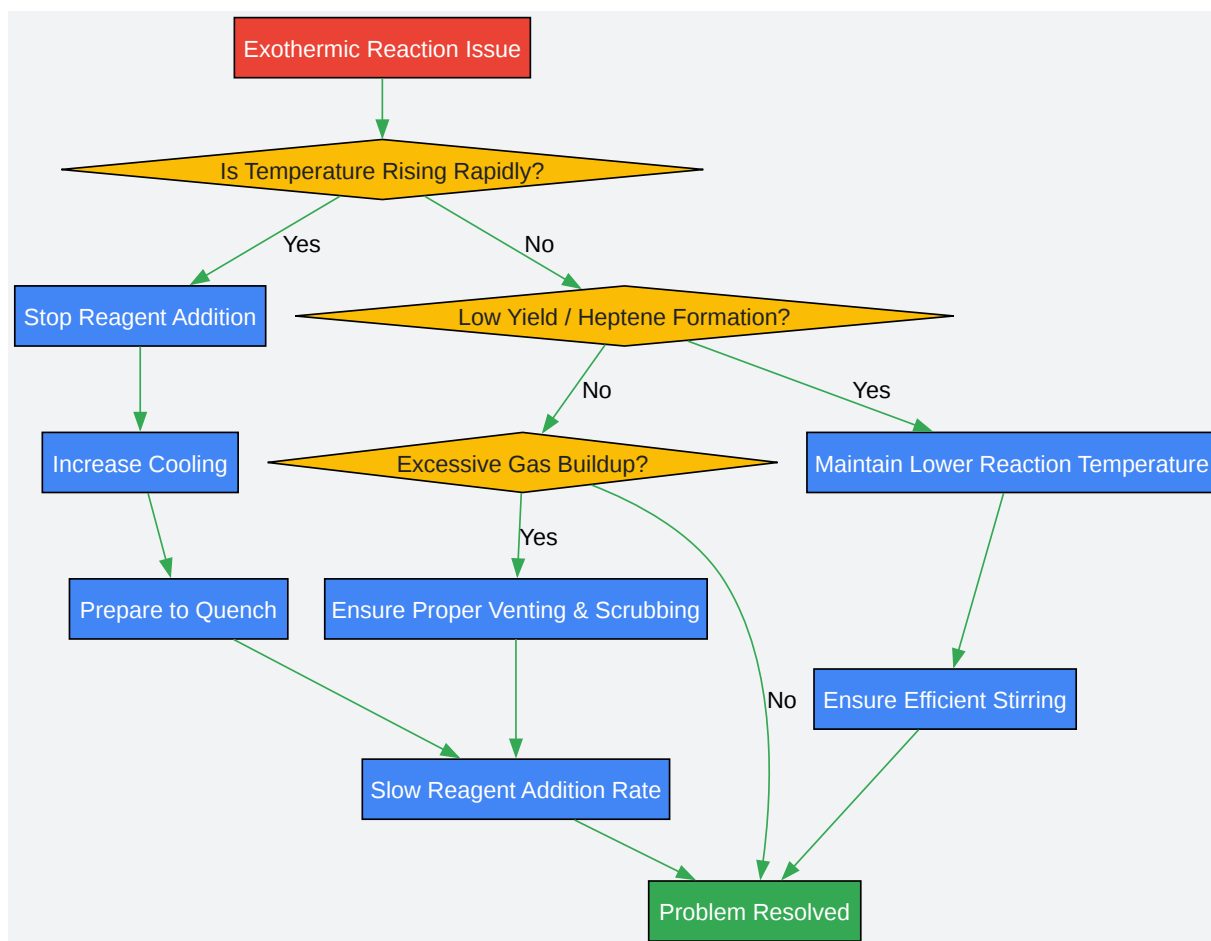 Exothermic Reaction Issue
Is Temperature Rising Rapidly?
Yes
No
Stop Reagent Addition
Low Yield / Heptene Formation?
No
Yes
Increase Cooling
Excessive Gas Buildup?
Maintain Lower Reaction Temperature
Yes
Prepare to Quench
Ensure Proper Venting & Scrubbing
No
Ensure Efficient Stirring
Slow Reagent Addition Rate
Problem Resolved